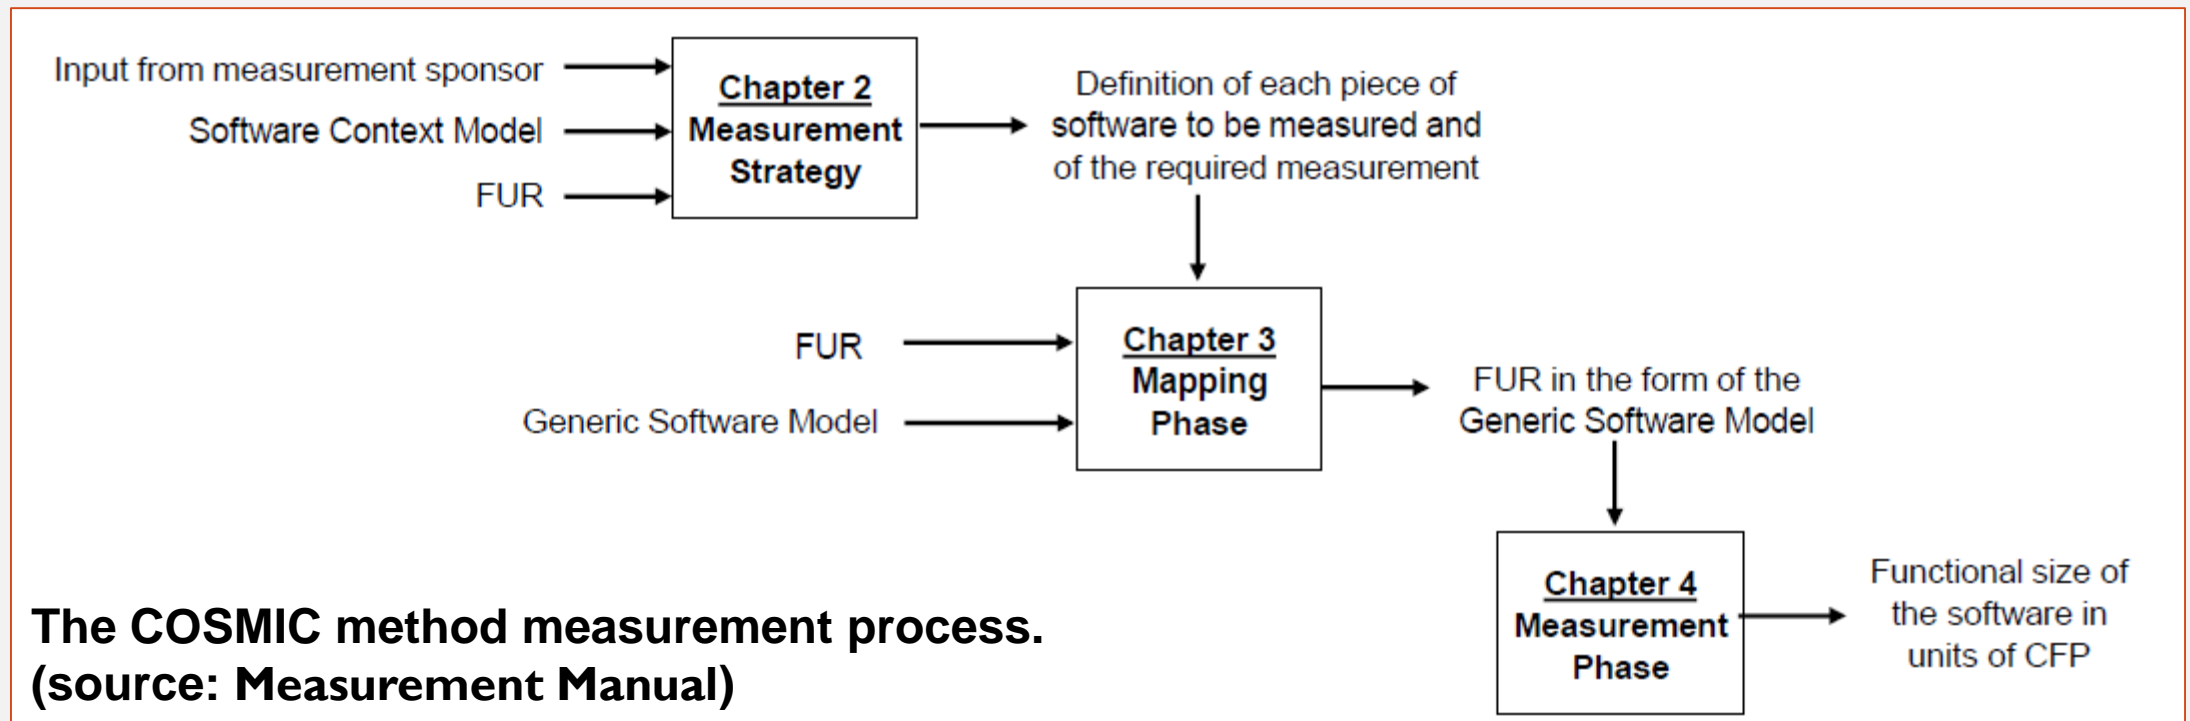 Input from measurement sponsor
Software Context Model
FUR
Chapter 2
Measurement
Strategy
Definition of each piece of
software to be measured and
of the required measurement
FUR
Generic Software Model
Chapter 3
Mapping
Phase
FUR in the form of the
Generic Software Model
Chapter 4
Measurement
Phase
Functional size of
the software in
units of CFP
The COSMIC method measurement process.
(source: Measurement Manual)